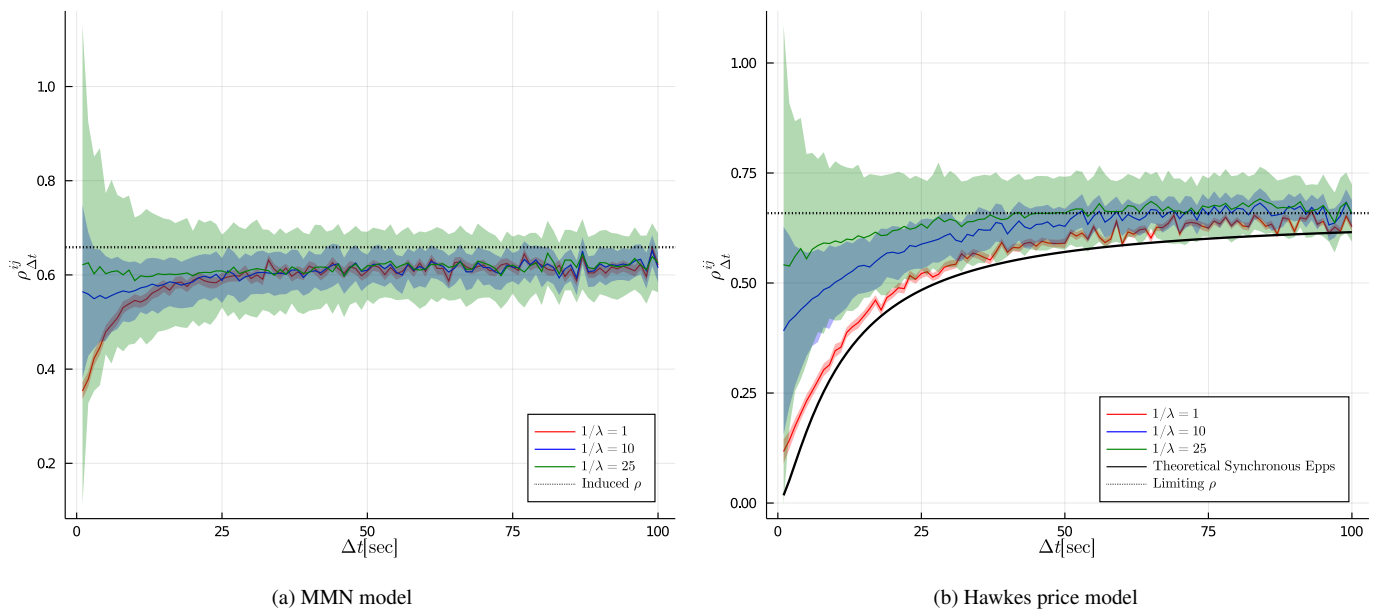 1.0
0.8
0.6
0.4
0.2
ρ^{ij}_{Δt}
0
25
50
75
100
Δt[sec]
1/λ = 1
1/λ = 10
1/λ = 25
Induced ρ
(a) MMN model
1.00
0.75
0.50
0.25
0.00
ρ^{ij}_{Δt}
0
25
50
75
100
Δt[sec]
1/λ = 1
1/λ = 10
1/λ = 25
Theoretical Synchronous Epps
Limiting ρ
(b) Hawkes price model